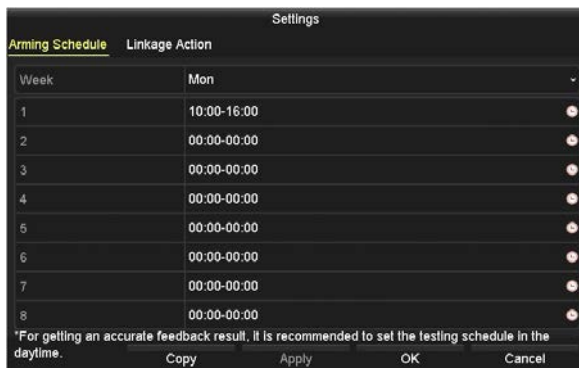 Settings
Arming Schedule Linkage Action
Week Mon
1 10:00-16:00
2 00:00-00:00
3 00:00-00:00
4 00:00-00:00
5 00:00-00:00
6 00:00-00:00
7 00:00-00:00
8 00:00-00:00
*For getting an accurate feedback result, it is recommended to set the testing schedule in the
daytime.
Copy Apply OK Cancel